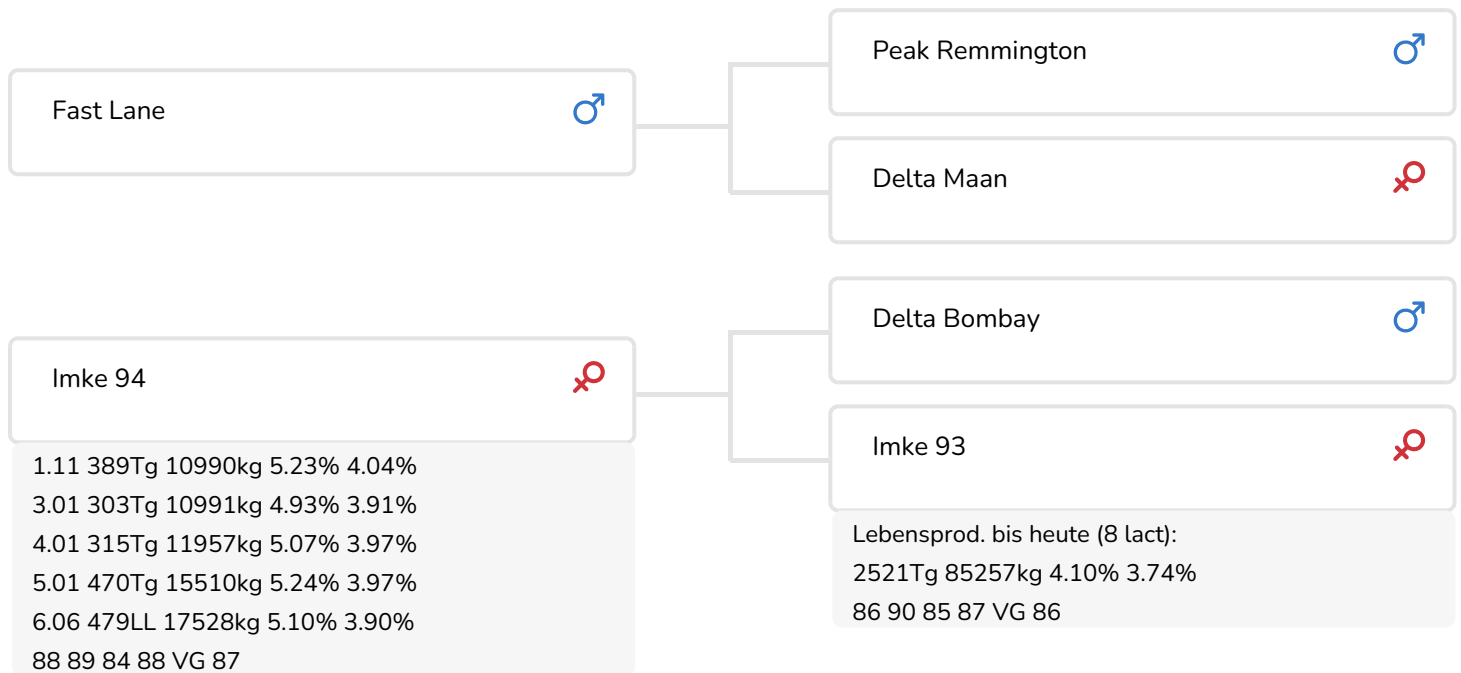 Fast Lane
Peak Remmington
Delta Maan
Imke 94
1.11 389Tg 10990kg 5.23% 4.04%
3.01 303Tg 10991kg 4.93% 3.91%
4.01 315Tg 11957kg 5.07% 3.97%
5.01 470Tg 15510kg 5.24% 3.97%
6.06 479LL 17528kg 5.10% 3.90%
88 89 84 88 VG 87
Delta Bombay
Imke 93
Lebensprod. bis heute (8 lact):
2521Tg 85257kg 4.10% 3.74%
86 90 85 87 VG 86